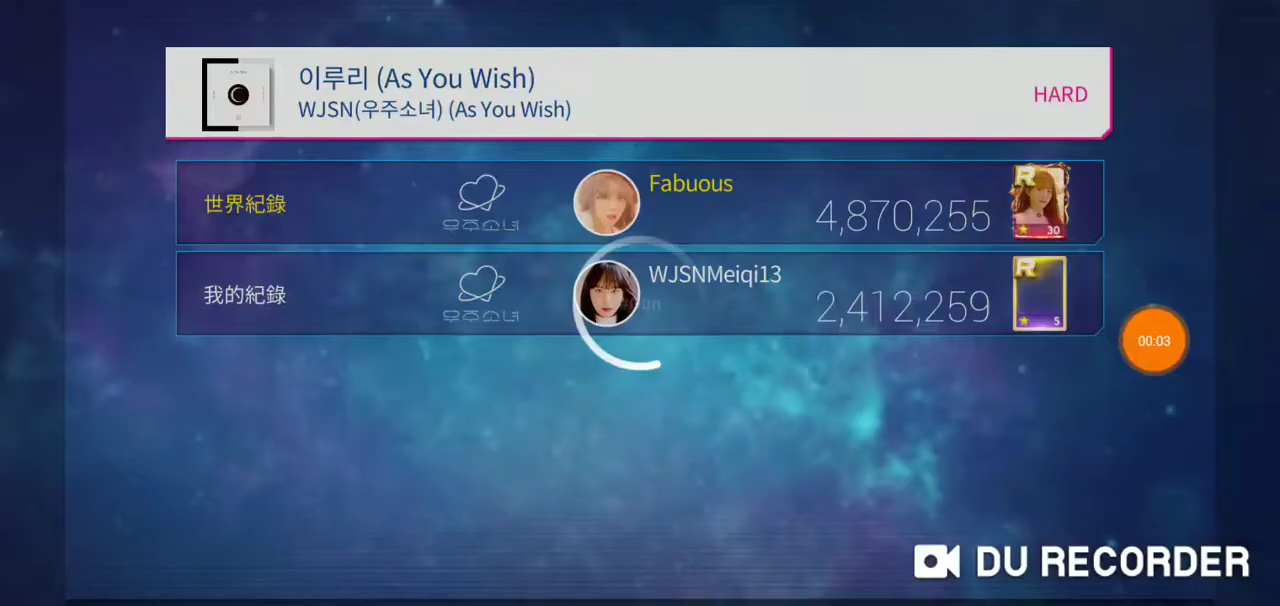 이루리 (As You Wish)
WJSN(우주소녀) (As You Wish)
HARD
世界紀錄
우주소녀
Fabuous
4,870,255
R
30
我的紀錄
우주소녀
WJSNMeiqi13
2,412,259
R
5
00:03
DU RECORDER